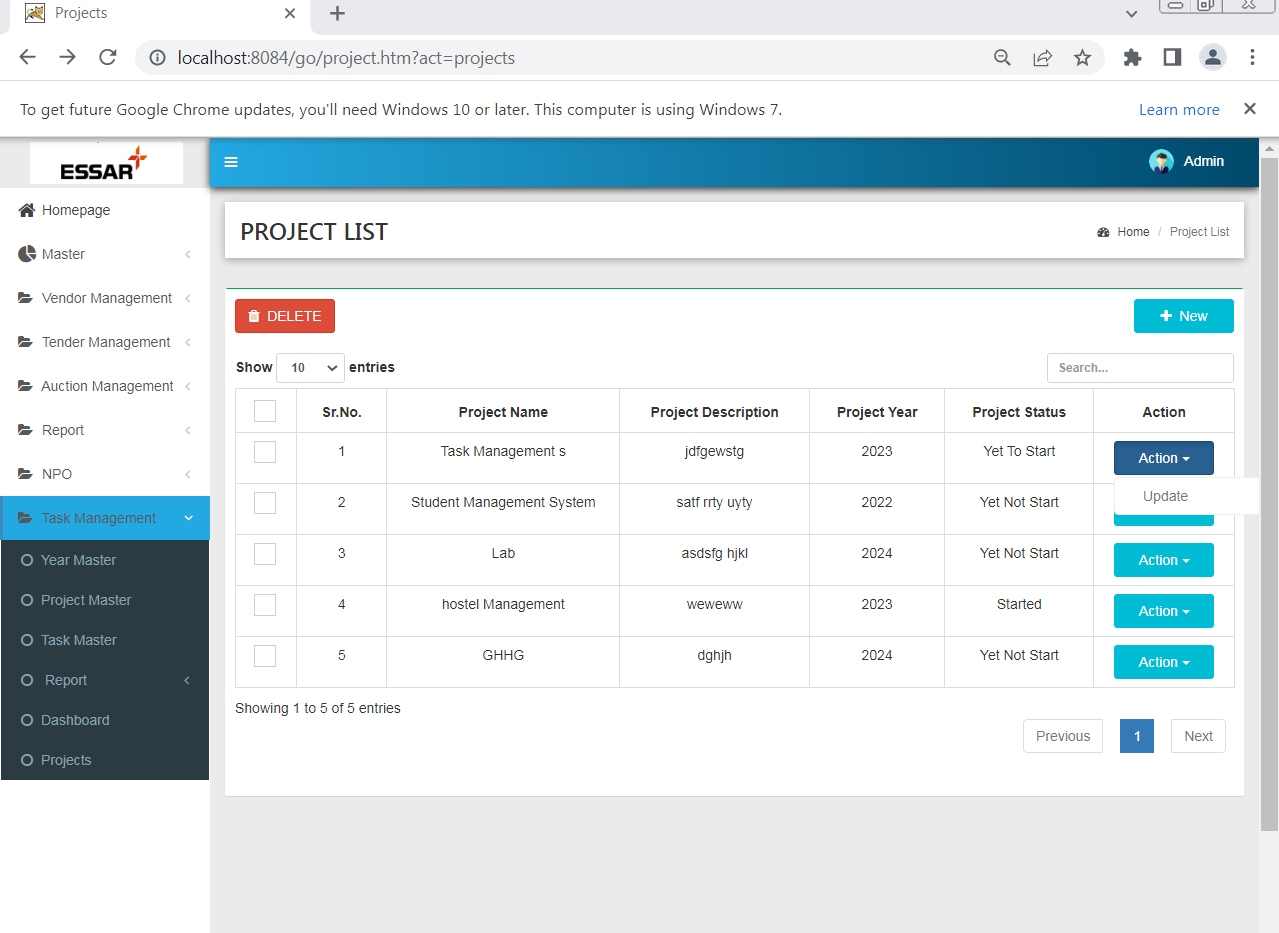 Projects
localhost:8084/go/project.htm?act=projects
To get future Google Chrome updates, you'll need Windows 10 or later. This computer is using Windows 7. Learn more
ESSAR
Admin
Homepage
Master
Vendor Management
Tender Management
Auction Management
Report
NPO
Task Management
Year Master
Project Master
Task Master
Report
Dashboard
Projects
PROJECT LIST
Home / Project List
DELETE
New
Show 10 entries
Search...
Sr.No. Project Name Project Description Project Year Project Status Action
1 Task Management s jdfgewstg 2023 Yet To Start Action
Update
2 Student Management System satf rrty uyty 2022 Yet Not Start
3 Lab asdsfg hjkl 2024 Yet Not Start Action
4 hostel Management weweww 2023 Started Action
5 GHHG dghjh 2024 Yet Not Start Action
Showing 1 to 5 of 5 entries
Previous 1 Next